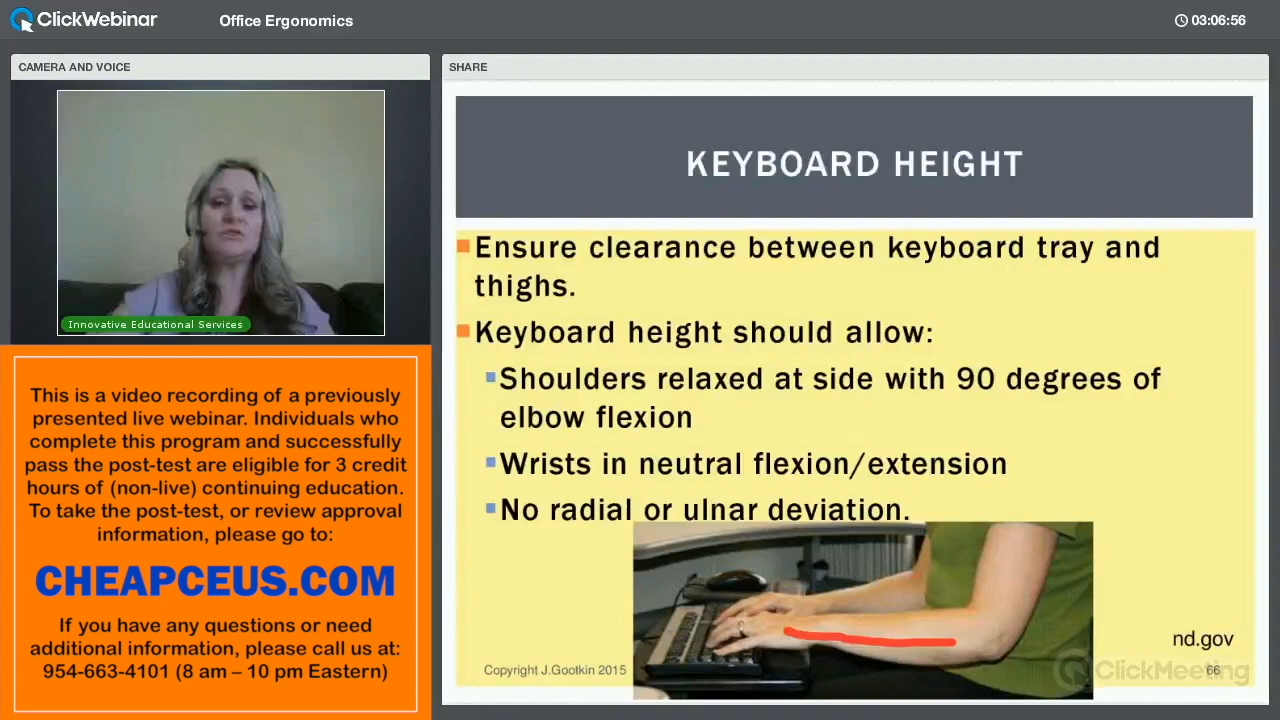 ClickWebinar
Office Ergonomics
03:06:56
CAMERA AND VOICE
Innovative Educational Services
This is a video recording of a previously
presented live webinar. Individuals who
complete this program and successfully
pass the post-test are eligible for 3 credit
hours of (non-live) continuing education.
To take the post-test, or review approval
information, please go to:
CHEAPCEUS.COM
If you have any questions or need
additional information, please call us at:
954-663-4101 (8 am – 10 pm Eastern)
SHARE
KEYBOARD HEIGHT
Ensure clearance between keyboard tray and
thighs.
Keyboard height should allow:
Shoulders relaxed at side with 90 degrees of
elbow flexion
Wrists in neutral flexion/extension
No radial or ulnar deviation.
nd.gov
Copyright J.Gootkin 2015
66
ClickMeeting